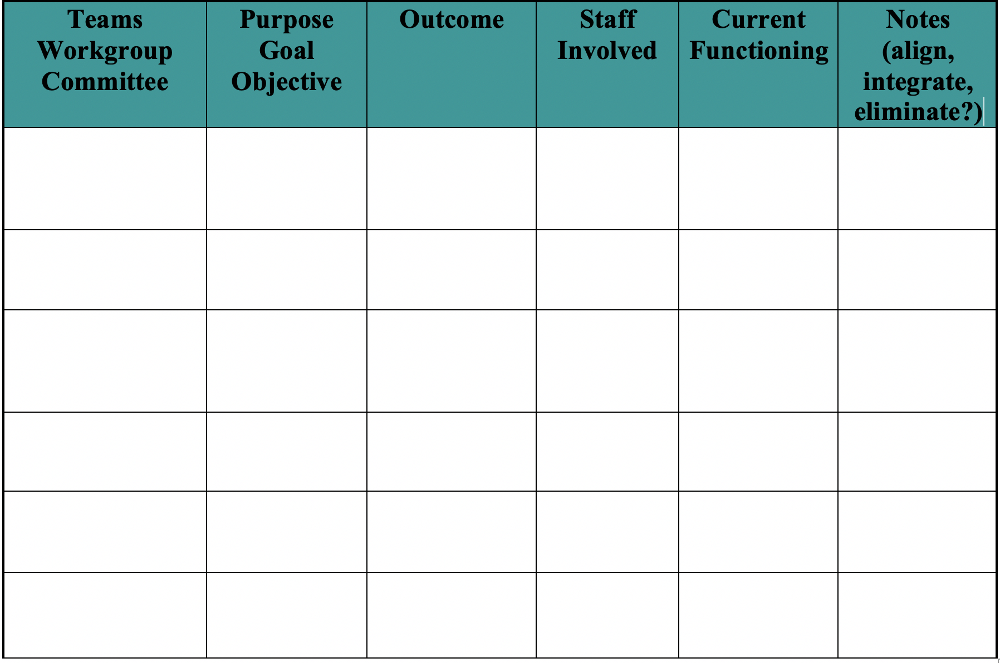 Teams
Workgroup
Committee
Purpose
Goal
Objective
Outcome
Staff
Involved
Current
Functioning
Notes
(align,
integrate,
eliminate?)